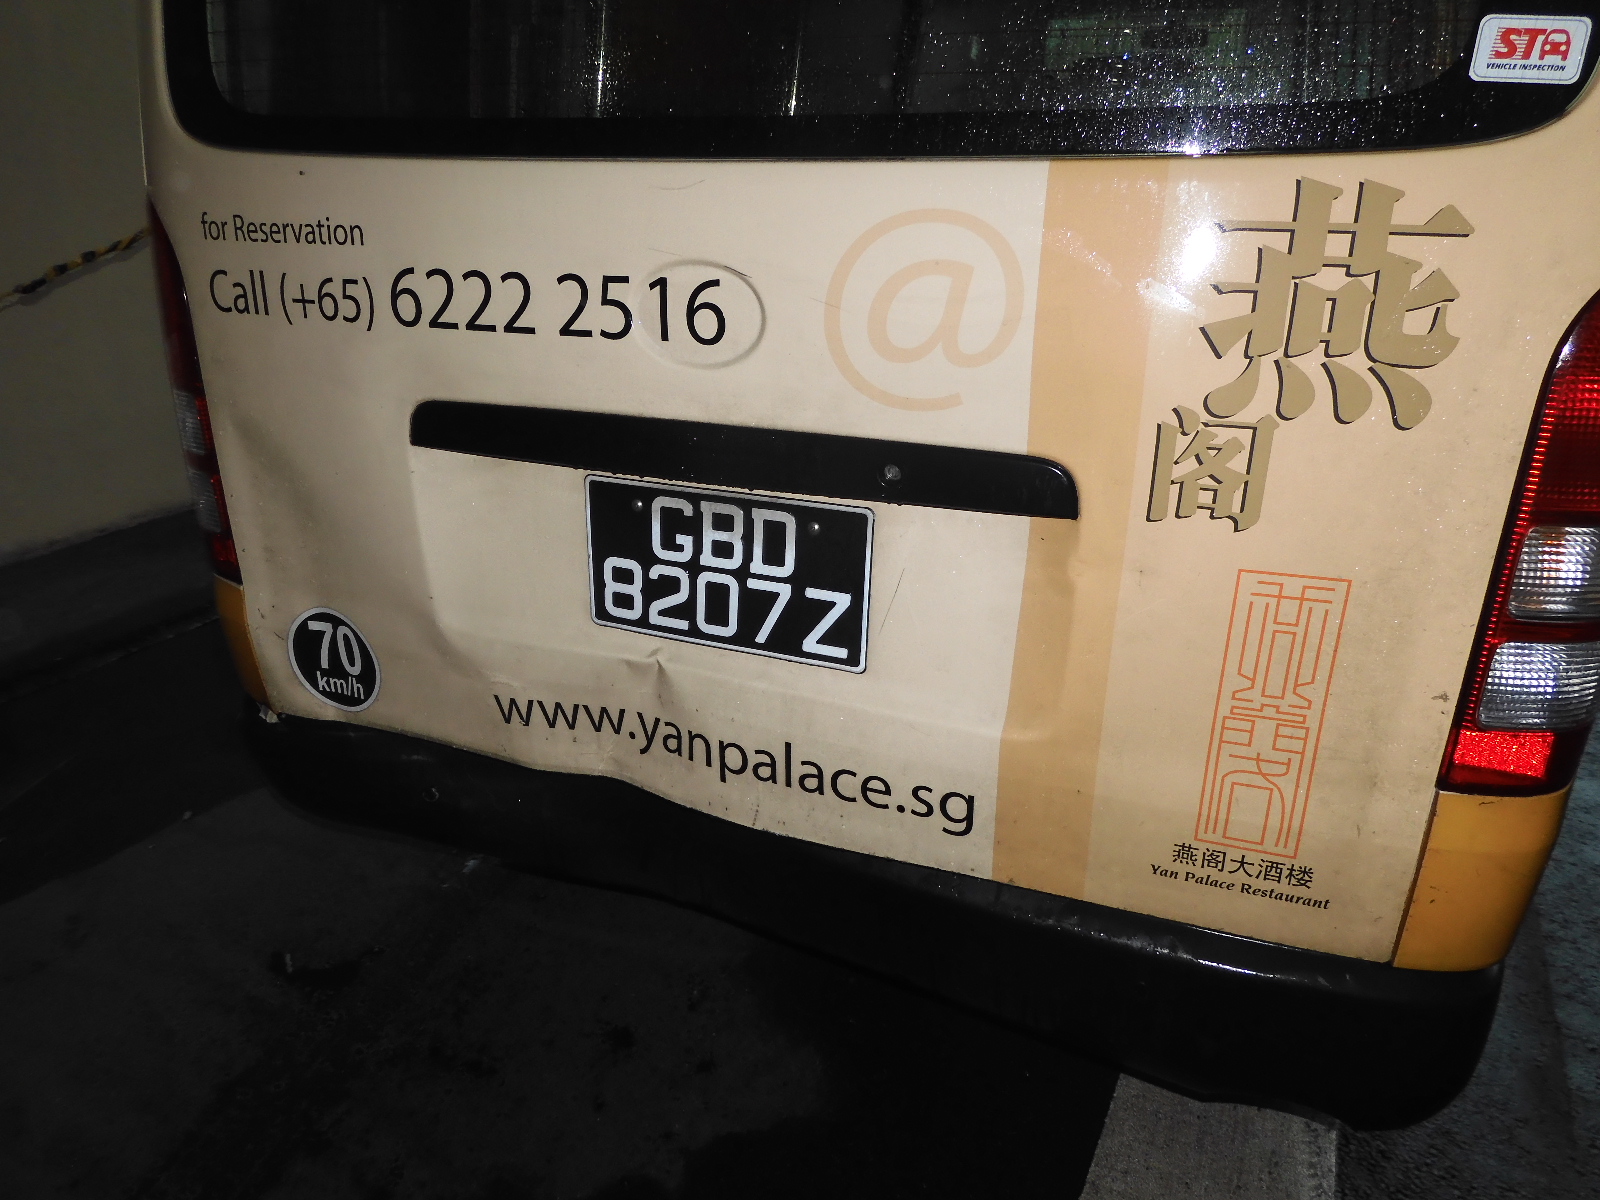 STA
VEHICLE INSPECTION
for Reservation
Call (+65) 6222 2516
@
燕
阁
GBD
8207Z
70
km/h
www.yanpalace.sg
燕阁大酒楼
Yan Palace Restaurant